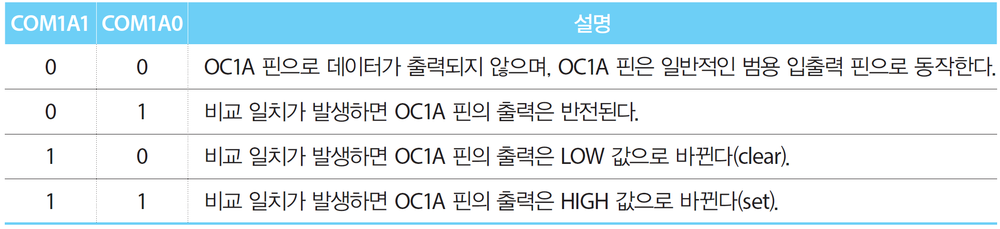 COM1A1 COM1A0 설명
0 0 OC1A 핀으로 데이터가 출력되지 않으며, OC1A 핀은 일반적인 범용 입출력 핀으로 동작한다.
0 1 비교 일치가 발생하면 OC1A 핀의 출력은 반전된다.
1 0 비교 일치가 발생하면 OC1A 핀의 출력은 LOW 값으로 바뀐다(clear).
1 1 비교 일치가 발생하면 OC1A 핀의 출력은 HIGH 값으로 바뀐다(set).